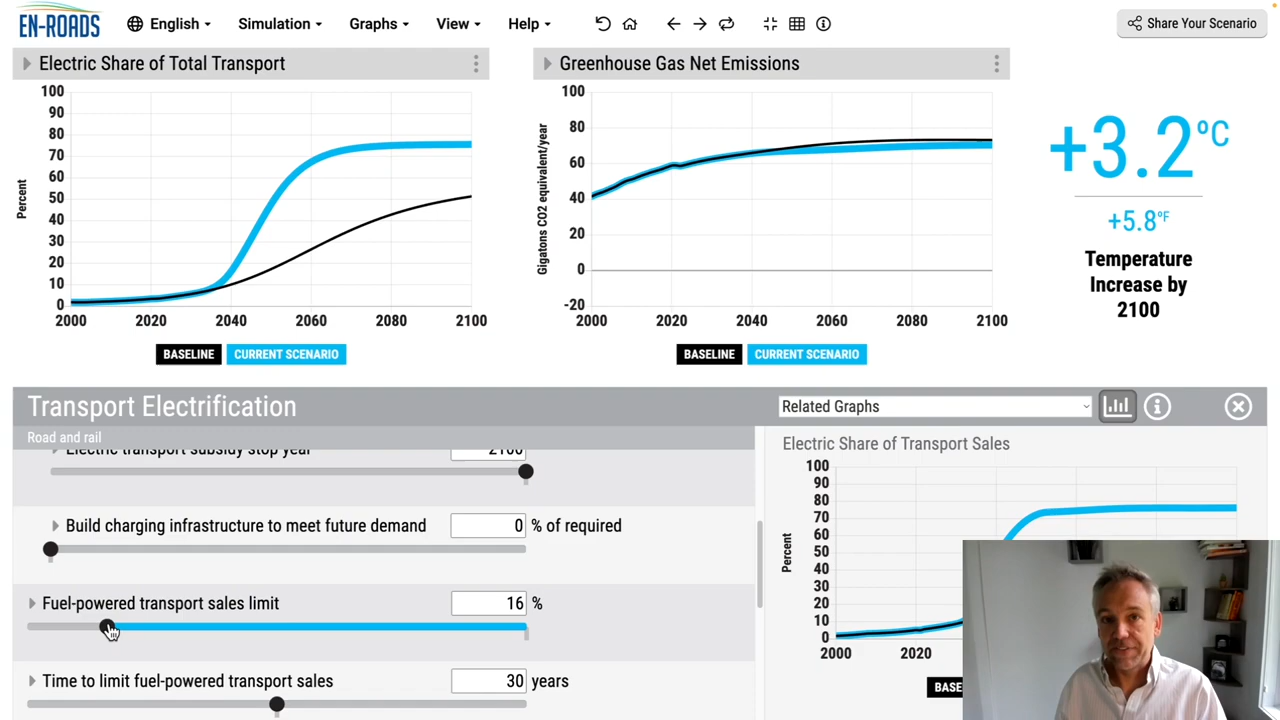 EN-ROADS
English
Simulation
Graphs
View
Help
Share Your Scenario
Electric Share of Total Transport
100
90
80
70
60
50
40
30
20
10
0
Percent
2000 2020 2040 2060 2080 2100
BASELINE CURRENT SCENARIO
Greenhouse Gas Net Emissions
100
80
60
40
20
0
-20
Gigatons CO2 equivalent/year
2000 2020 2040 2060 2080 2100
BASELINE CURRENT SCENARIO
+3.2°C
+5.8°F
Temperature
Increase by
2100
Transport Electrification
Road and rail
Related Graphs
Electric transport subsidy stop year 2100
Build charging infrastructure to meet future demand 0 % of required
Fuel-powered transport sales limit 16 %
Time to limit fuel-powered transport sales 30 years
Electric Share of Transport Sales
100
90
80
70
60
50
40
30
20
10
0
Percent
2000 2020